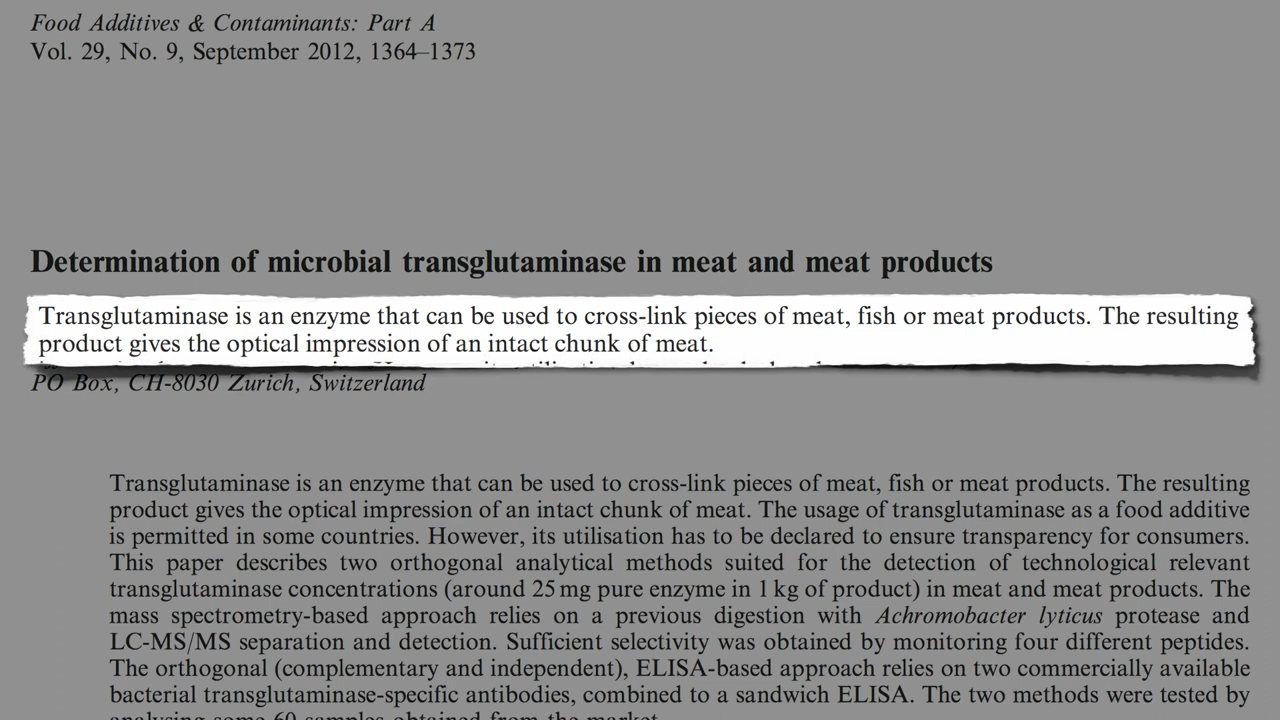 Food Additives & Contaminants: Part A
Vol. 29, No. 9, September 2012, 1364–1373
Determination of microbial transglutaminase in meat and meat products
Transglutaminase is an enzyme that can be used to cross-link pieces of meat, fish or meat products. The resulting
product gives the optical impression of an intact chunk of meat.
PO Box, CH-8030 Zurich, Switzerland
Transglutaminase is an enzyme that can be used to cross-link pieces of meat, fish or meat products. The resulting
product gives the optical impression of an intact chunk of meat. The usage of transglutaminase as a food additive
is permitted in some countries. However, its utilisation has to be declared to ensure transparency for consumers.
This paper describes two orthogonal analytical methods suited for the detection of technological relevant
transglutaminase concentrations (around 25 mg pure enzyme in 1 kg of product) in meat and meat products. The
mass spectrometry-based approach relies on a previous digestion with Achromobacter lyticus protease and
LC-MS/MS separation and detection. Sufficient selectivity was obtained by monitoring four different peptides.
The orthogonal (complementary and independent), ELISA-based approach relies on two commercially available
bacterial transglutaminase-specific antibodies, combined to a sandwich ELISA. The two methods were tested by
analysing some 60 samples obtained from the market.